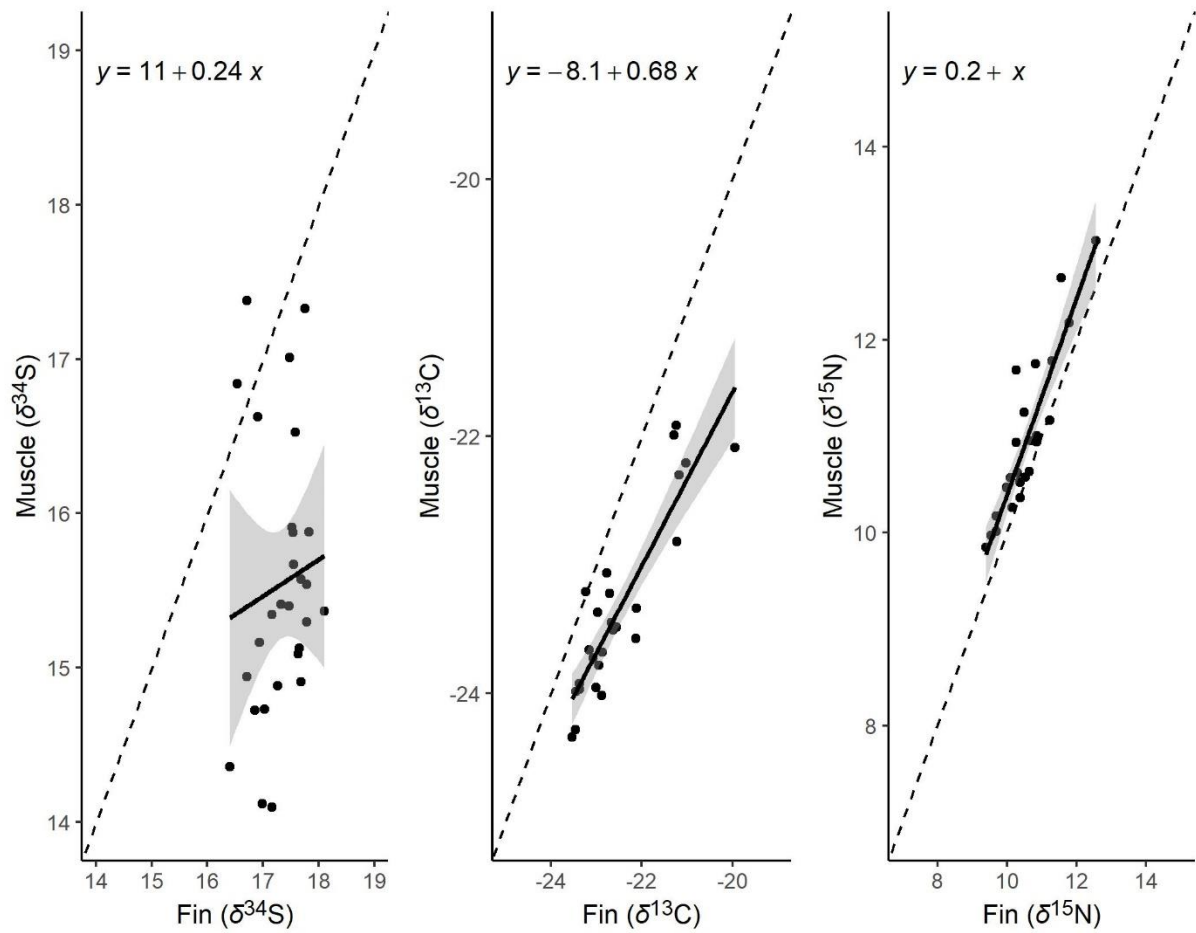 y = 11 + 0.24 x
19
18
17
16
15
14
Muscle (δ³⁴S)
14 15 16 17 18 19
Fin (δ³⁴S)
y = −8.1 + 0.68 x
-20
-22
-24
Muscle (δ¹³C)
-24 -22 -20
Fin (δ¹³C)
y = 0.2 + x
14
12
10
8
Muscle (δ¹⁵N)
8 10 12 14
Fin (δ¹⁵N)